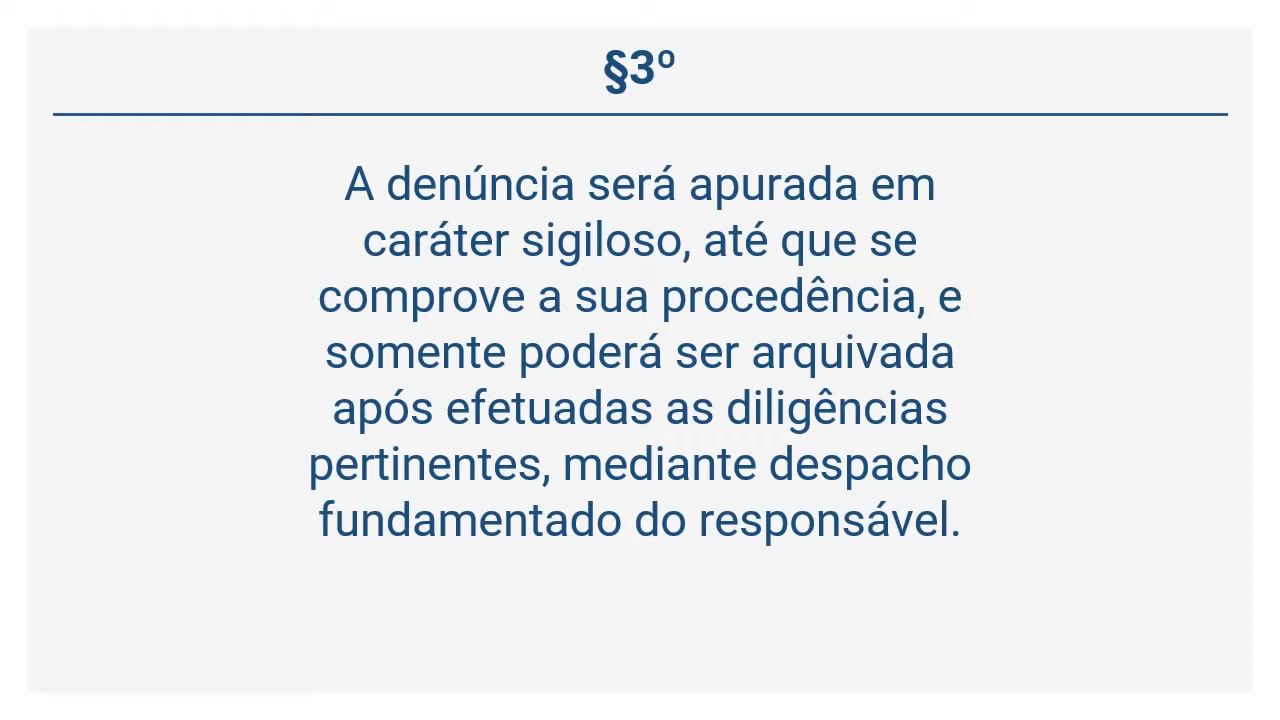 §3º
A denúncia será apurada em
caráter sigiloso, até que se
comprove a sua procedência, e
somente poderá ser arquivada
após efetuadas as diligências
pertinentes, mediante despacho
fundamentado do responsável.